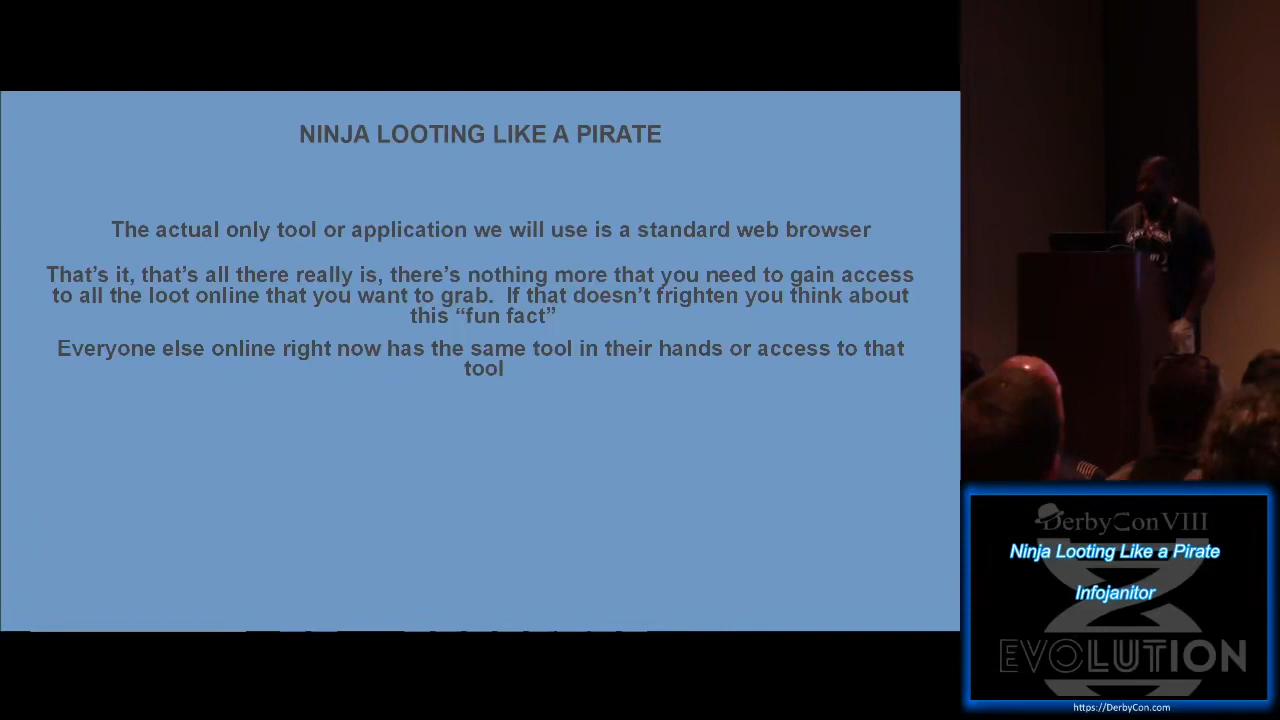 NINJA LOOTING LIKE A PIRATE
The actual only tool or application we will use is a standard web browser
That’s it, that’s all there really is, there’s nothing more that you need to gain access
to all the loot online that you want to grab.  If that doesn’t frighten you think about
this “fun fact”
Everyone else online right now has the same tool in their hands or access to that
tool
DerbyCon VIII
Ninja Looting Like a Pirate
Infojanitor
EVOLUTION
https://DerbyCon.com